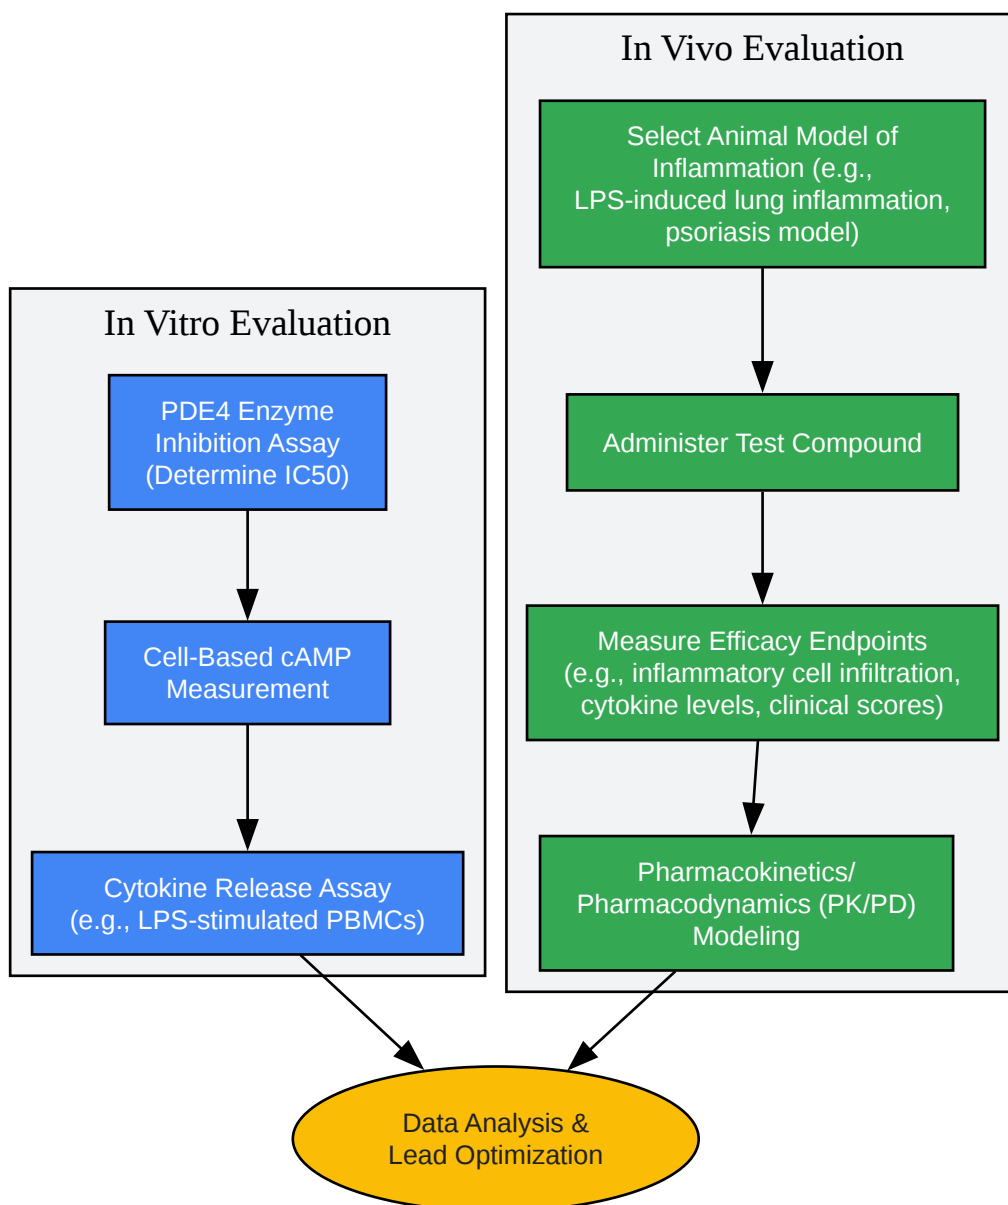 In Vivo Evaluation
Select Animal Model of
Inflammation (e.g.,
LPS-induced lung inflammation,
psoriasis model)
Administer Test Compound
Measure Efficacy Endpoints
(e.g., inflammatory cell infiltration,
cytokine levels, clinical scores)
Pharmacokinetics/
Pharmacodynamics (PK/PD)
Modeling
In Vitro Evaluation
PDE4 Enzyme
Inhibition Assay
(Determine IC50)
Cell-Based cAMP
Measurement
Cytokine Release Assay
(e.g., LPS-stimulated PBMCs)
Data Analysis &
Lead Optimization